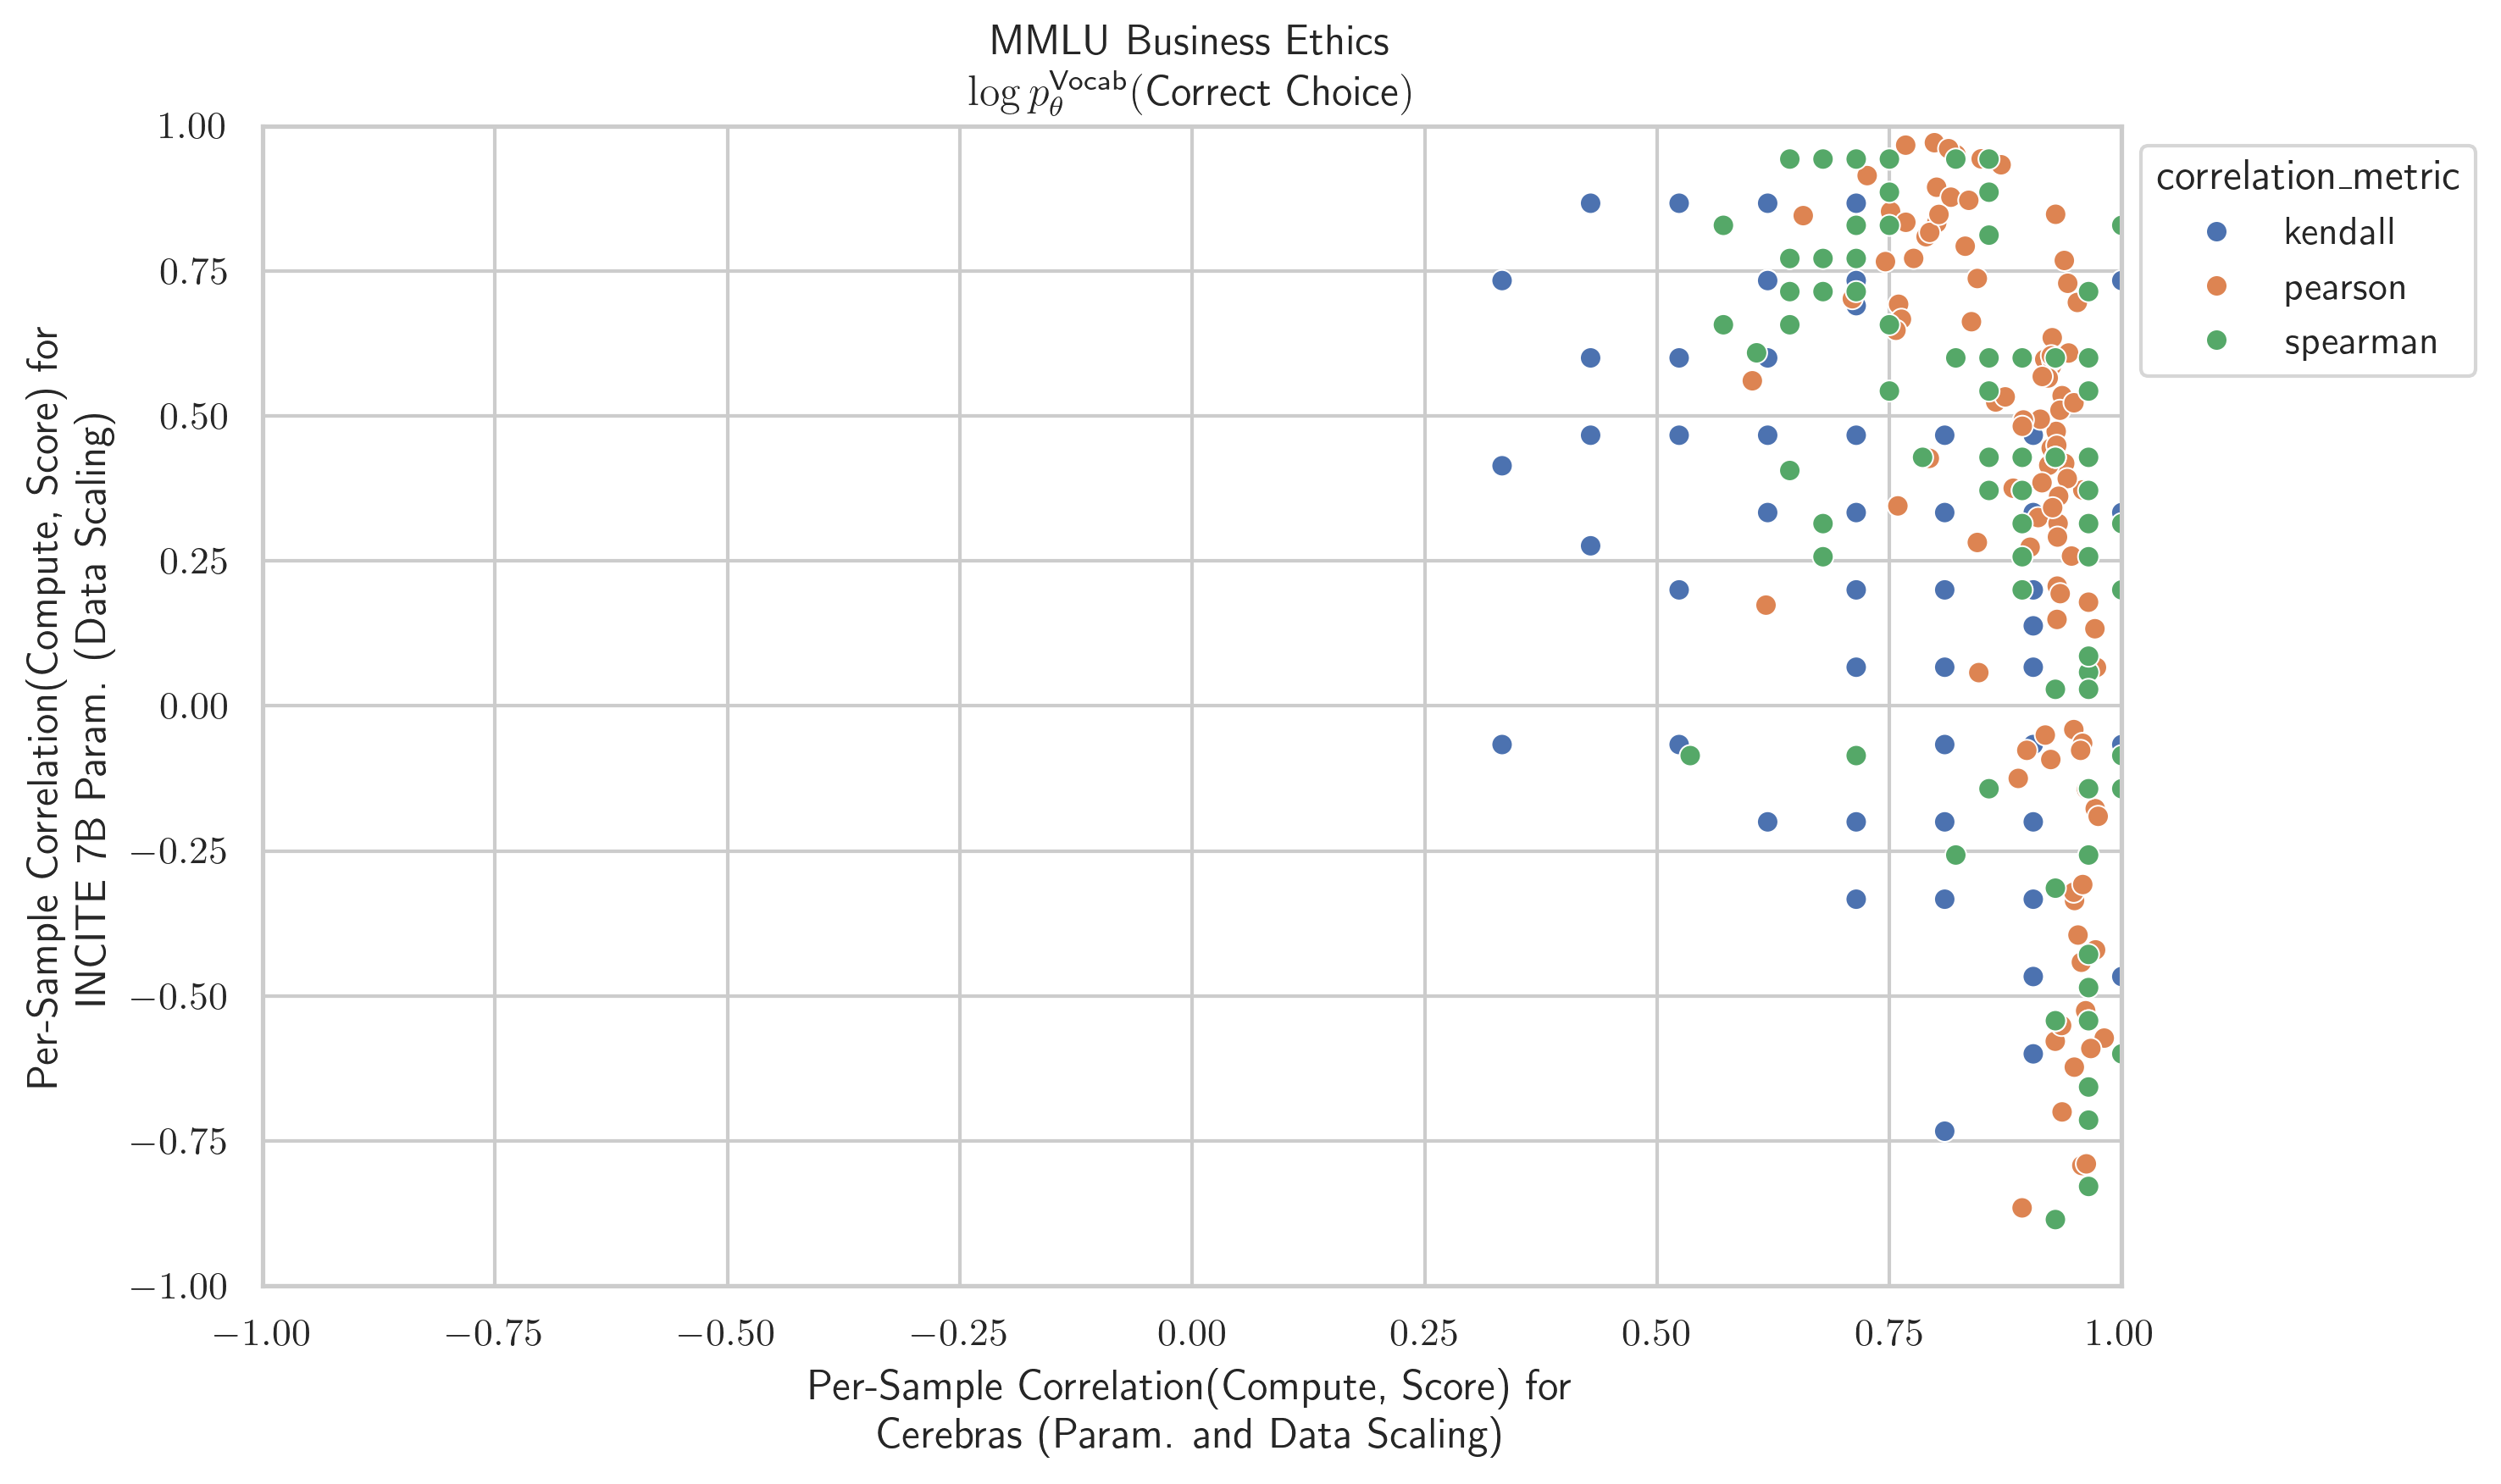 MMLU Business Ethics
log p_θ^Vocab(Correct Choice)
Per-Sample Correlation(Compute, Score) for
INCITE 7B Param. (Data Scaling)
1.00
0.75
0.50
0.25
0.00
−0.25
−0.50
−0.75
−1.00
correlation_metric
kendall
pearson
spearman
−1.00 −0.75 −0.50 −0.25 0.00 0.25 0.50 0.75 1.00
Per-Sample Correlation(Compute, Score) for
Cerebras (Param. and Data Scaling)